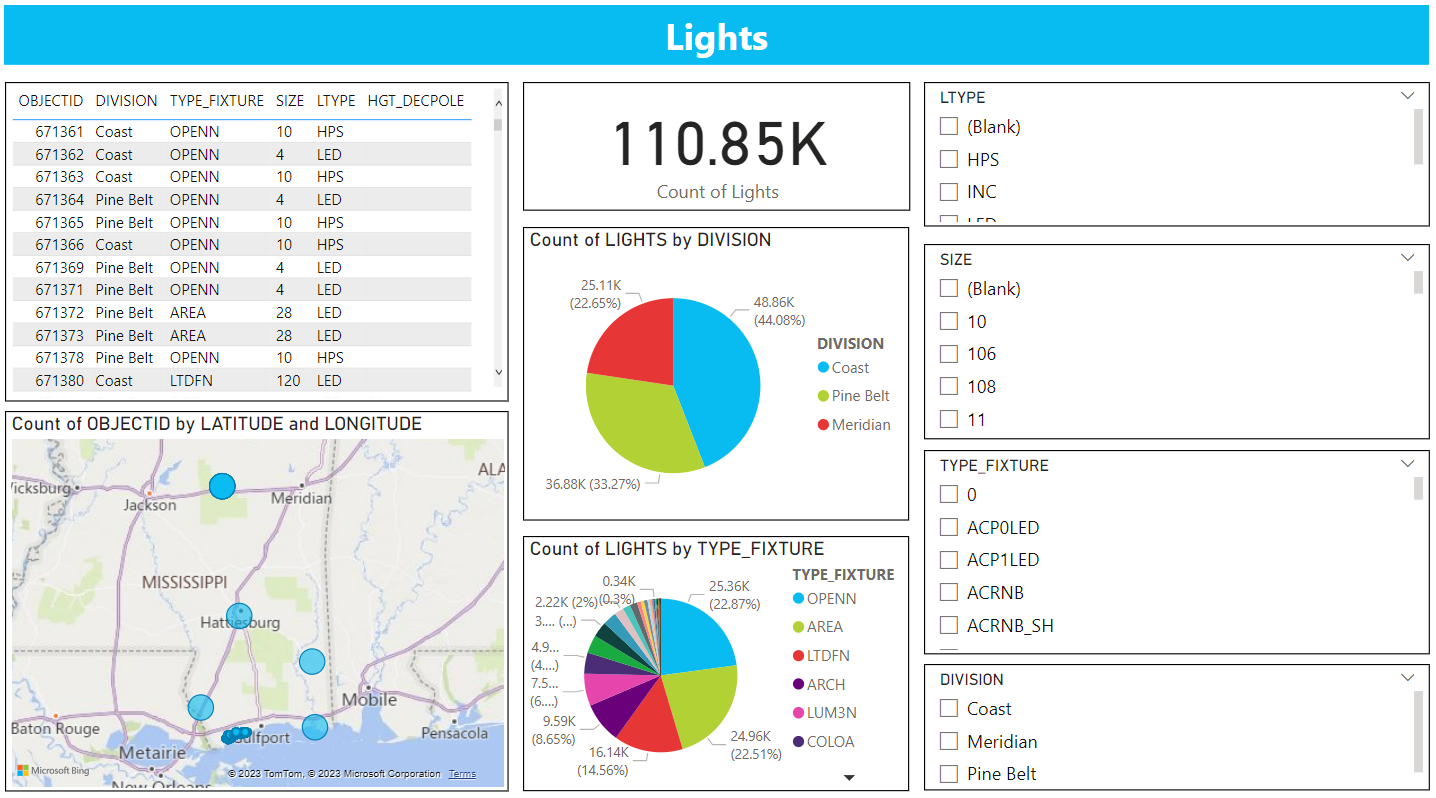 Lights
OBJECTID DIVISION TYPE_FIXTURE SIZE LTYPE HGT_DECPOLE
671361 Coast OPENN 10 HPS
671362 Coast OPENN 4 LED
671363 Coast OPENN 10 HPS
671364 Pine Belt OPENN 4 LED
671365 Pine Belt OPENN 10 HPS
671366 Coast OPENN 10 HPS
671369 Pine Belt OPENN 4 LED
671371 Pine Belt OPENN 4 LED
671372 Pine Belt AREA 28 LED
671373 Pine Belt AREA 28 LED
671378 Pine Belt OPENN 10 HPS
671380 Coast LTDFN 120 LED
Count of OBJECTID by LATITUDE and LONGITUDE
ALA
icksburg
Jackson
Meridian
MISSISSIPPI
Hattiesburg
Mobile
Baton Rouge
ulfport
Pensacola
Metairie
New Orleans
Microsoft Bing
© 2023 TomTom, © 2023 Microsoft Corporation Terms
110.85K
Count of Lights
Count of LIGHTS by DIVISION
25.11K
(22.65%)
48.86K
(44.08%)
36.88K (33.27%)
DIVISION
Coast
Pine Belt
Meridian
Count of LIGHTS by TYPE_FIXTURE
0.34K
(0.3%)
25.36K
(22.87%)
2.22K (2%)
3.... (...)
4.9...
(4....)
7.5...
(6....)
9.59K
(8.65%)
16.14K
(14.56%)
24.96K
(22.51%)
TYPE_FIXTURE
OPENN
AREA
LTDFN
ARCH
LUM3N
COLOA
LTYPE
(Blank)
HPS
INC
LED
SIZE
(Blank)
10
106
108
11
TYPE_FIXTURE
0
ACP0LED
ACP1LED
ACRNB
ACRNB_SH
DIVISION
Coast
Meridian
Pine Belt